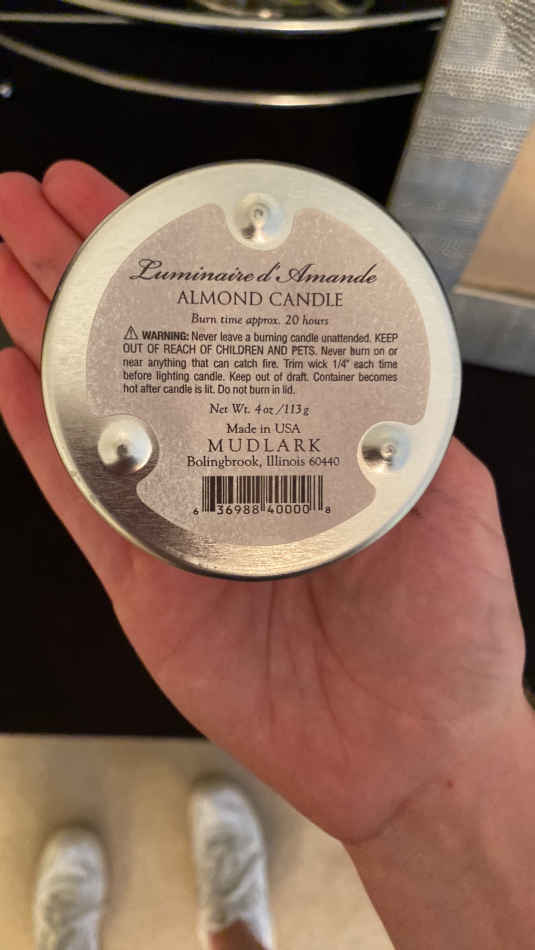 Luminaire d'Amande
ALMOND CANDLE
Burn time approx. 20 hours
⚠ WARNING: Never leave a burning candle unattended. KEEP
OUT OF REACH OF CHILDREN AND PETS. Never burn on or
near anything that can catch fire. Trim wick 1/4" each time
before lighting candle. Keep out of draft. Container becomes
hot after candle is lit. Do not burn in lid.
Net Wt. 4 oz /113 g
Made in USA
MUDLARK
Bolingbrook, Illinois 60440
6 36988 40000 8